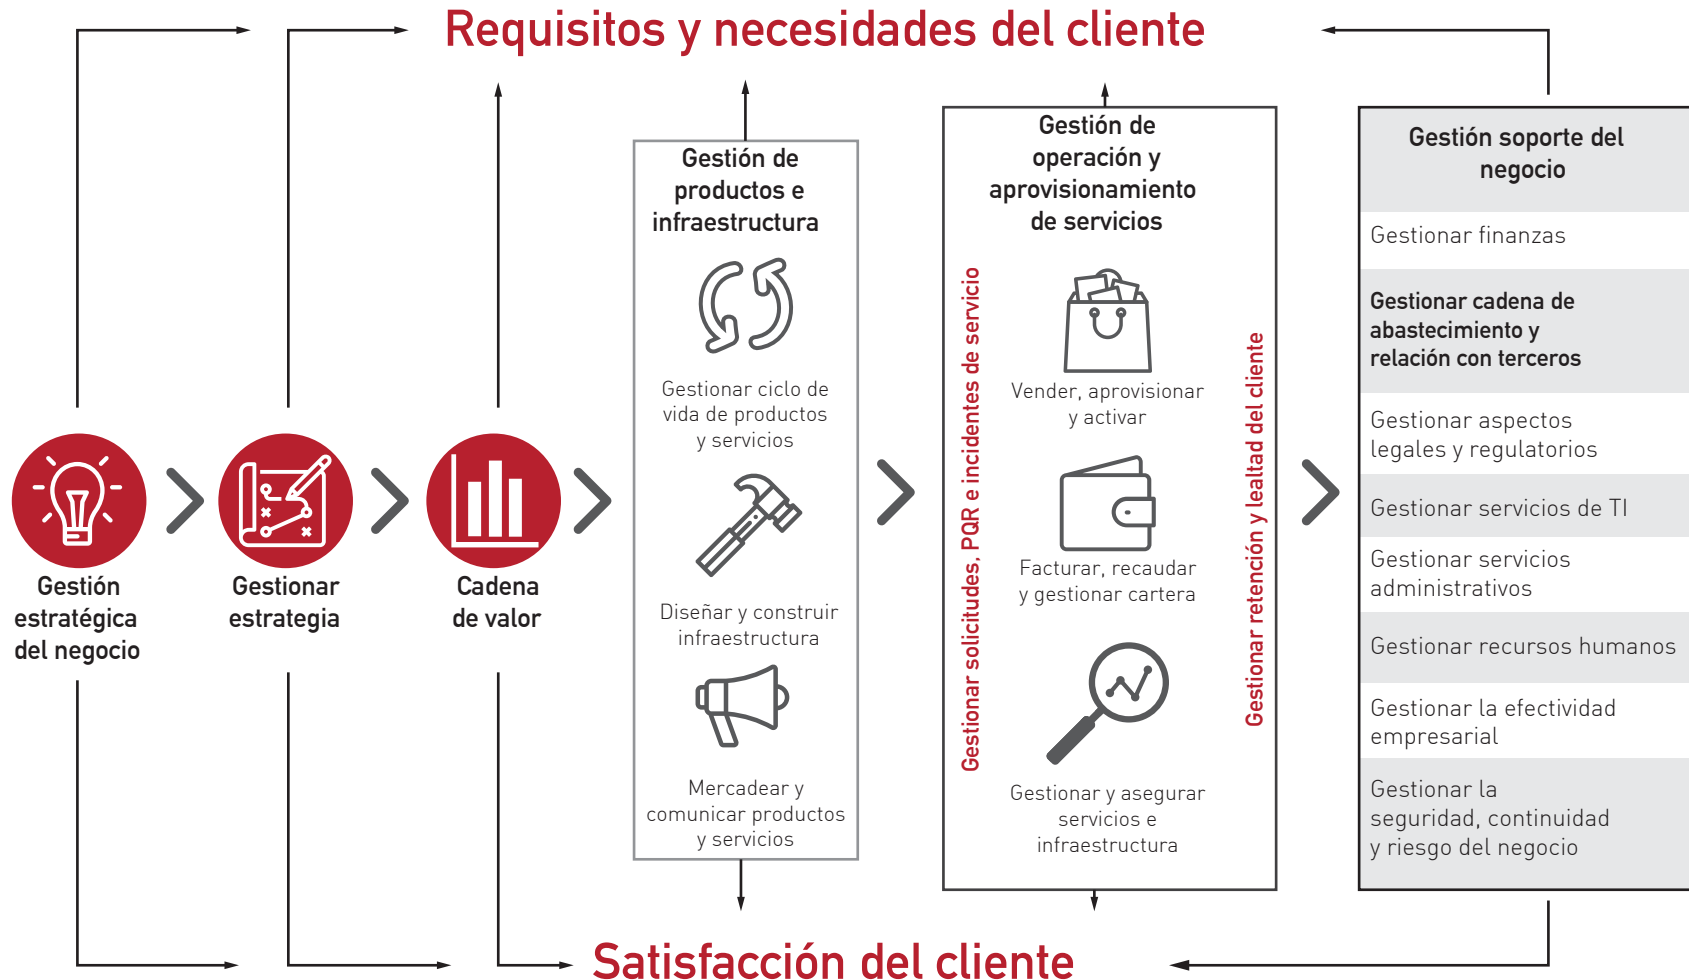 Requisitos y necesidades del cliente
Gestión
estratégica
del negocio
Gestionar
estrategia
Cadena
de valor
Gestión de
productos e
infraestructura
Gestionar ciclo de
vida de productos
y servicios
Diseñar y construir
infraestructura
Mercadear y
comunicar productos
y servicios
Gestión de
operación y
aprovisionamiento
de servicios
Gestionar solicitudes, PQR e incidentes de servicio
Vender, aprovisionar
y activar
Facturar, recaudar
y gestionar cartera
Gestionar y asegurar
servicios e
infraestructura
Gestionar retención y lealtad del cliente
Gestión soporte del
negocio
Gestionar finanzas
Gestionar cadena de
abastecimiento y
relación con terceros
Gestionar aspectos
legales y regulatorios
Gestionar servicios de TI
Gestionar servicios
administrativos
Gestionar recursos humanos
Gestionar la efectividad
empresarial
Gestionar la
seguridad, continuidad
y riesgo del negocio
Satisfacción del cliente